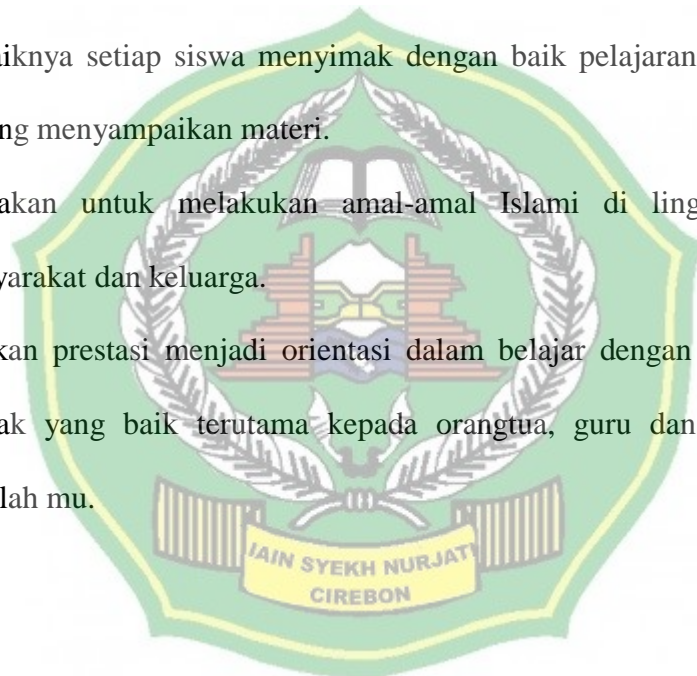 iknya setiap siswa menyimak dengan baik pelajaran
ng menyampaikan materi.
akan untuk melakukan amal-amal Islami di ling
yarakat dan keluarga.
kan prestasi menjadi orientasi dalam belajar dengan
ak yang baik terutama kepada orangtua, guru dan
lah mu.
IAIN SYEKH NURJATI
CIREBON